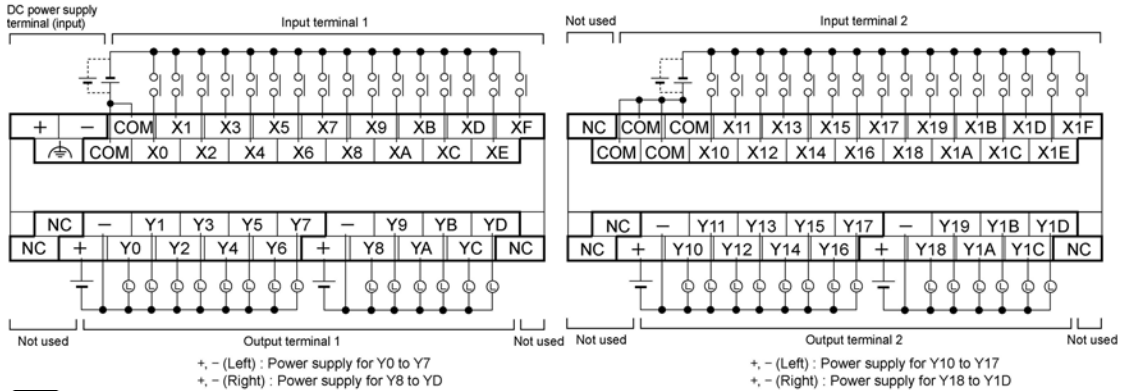 DC power supply
terminal (input)
Input terminal 1
+ − COM X1 X3 X5 X7 X9 XB XD XF
COM X0 X2 X4 X6 X8 XA XC XE
NC − Y1 Y3 Y5 Y7 − Y9 YB YD
NC + Y0 Y2 Y4 Y6 + Y8 YA YC NC
L L L L L L L L L L L L L L
Not used
Output terminal 1
Not used
+, − (Left) : Power supply for Y0 to Y7
+, − (Right) : Power supply for Y8 to YD
Not used
Input terminal 2
NC COM COM X11 X13 X15 X17 X19 X1B X1D X1F
COM COM X10 X12 X14 X16 X18 X1A X1C X1E
NC − Y11 Y13 Y15 Y17 − Y19 Y1B Y1D
NC + Y10 Y12 Y14 Y16 + Y18 Y1A Y1C NC
L L L L L L L L L L L L L L
Not used
Output terminal 2
Not used
+, − (Left) : Power supply for Y10 to Y17
+, − (Right) : Power supply for Y18 to Y1D